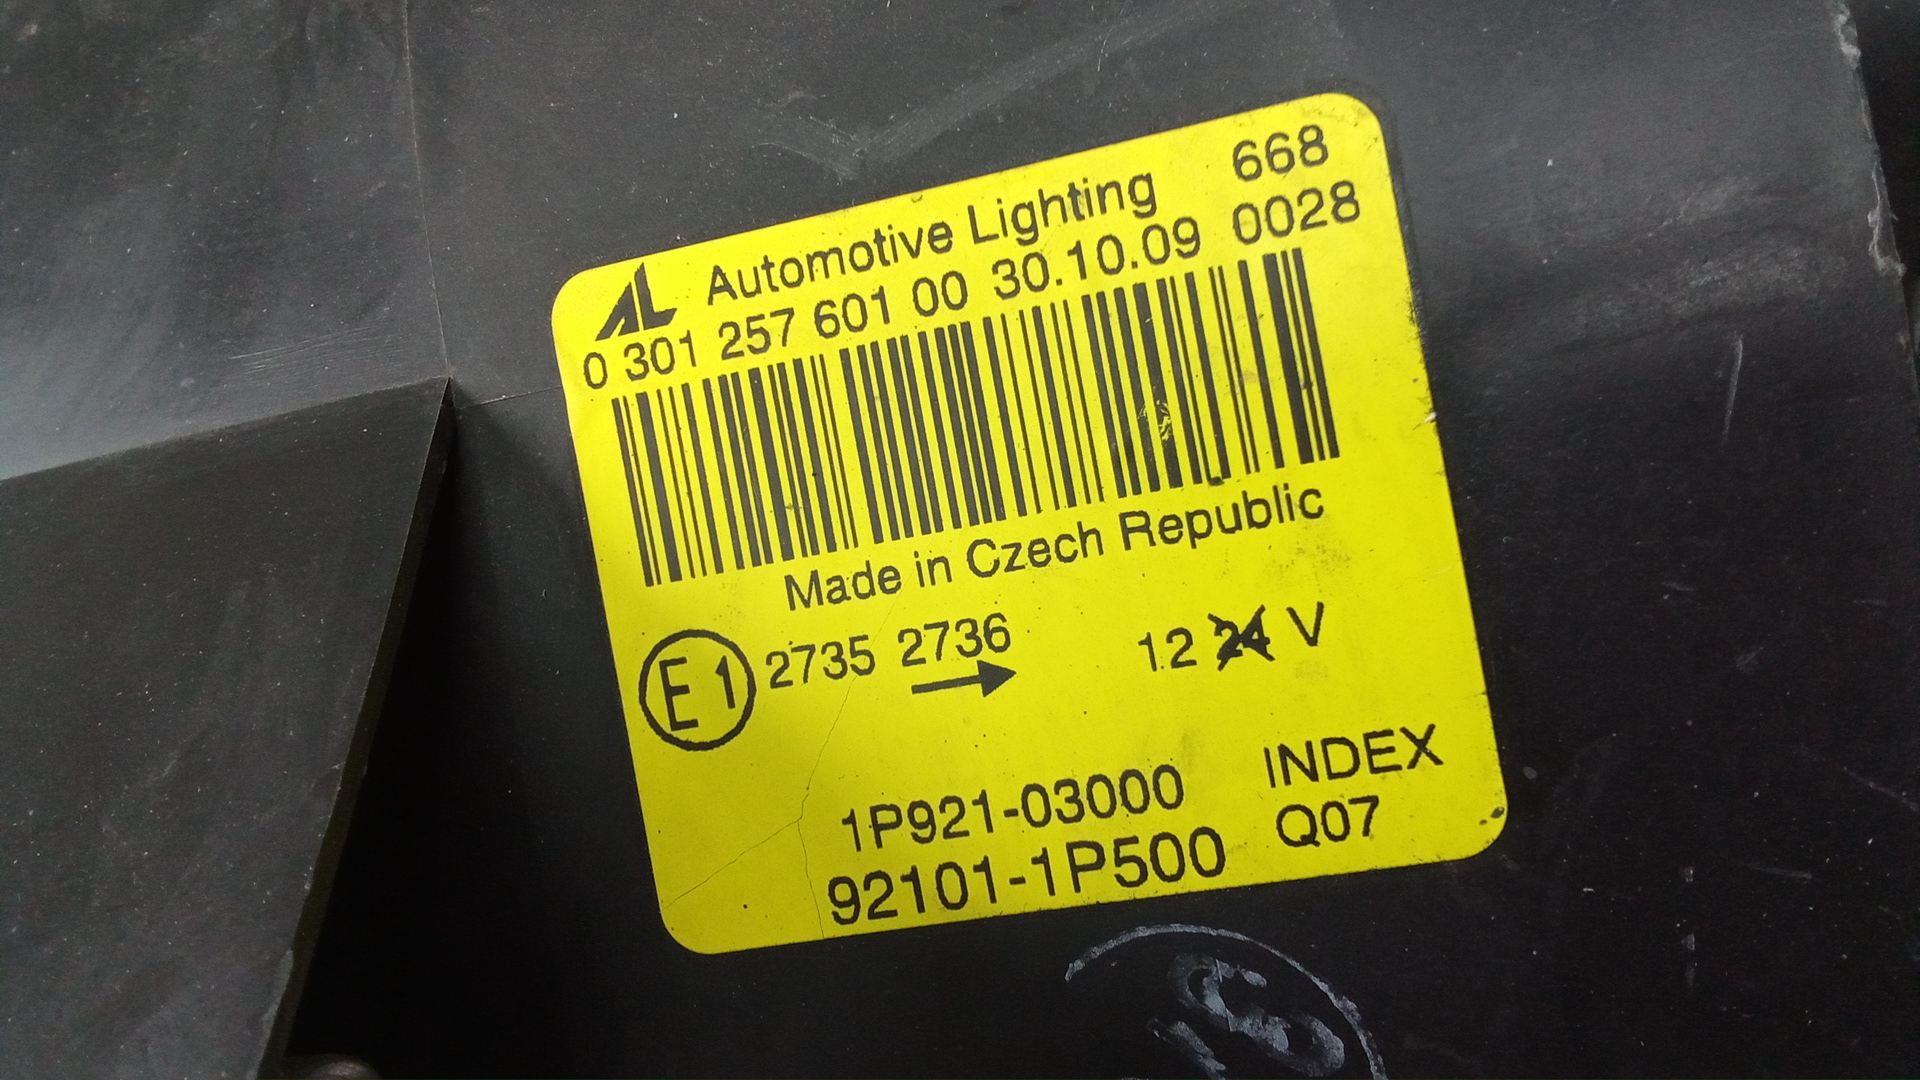 668
AL Automotive Lighting
0 301 257 601 00 30.10.09 0028
Made in Czech Republic
E1 2735 2736 12 24 V
1P921-03000 INDEX
92101-1P500 Q07